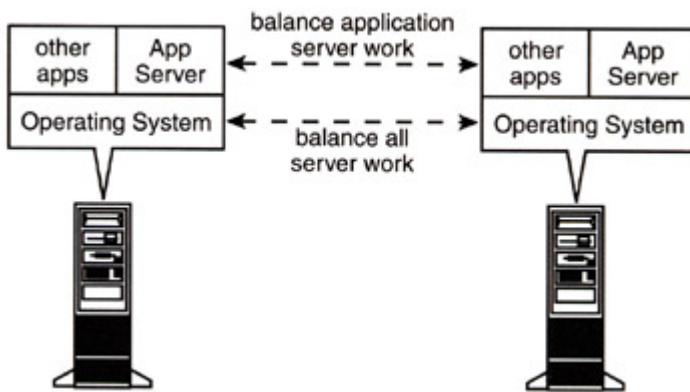 balance application
server work
other
apps
App
Server
other
apps
App
Server
Operating System
Operating System
balance all
server work